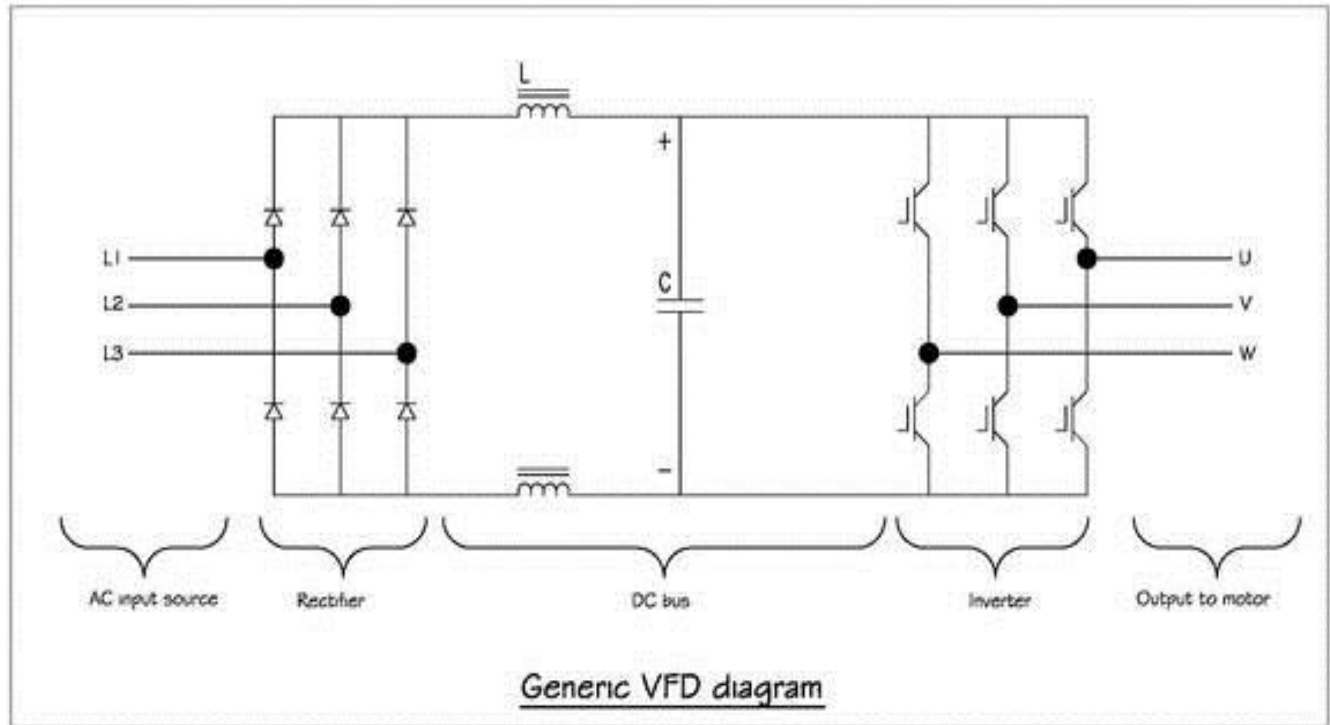 L
+
L1
L2
L3
C
U
V
W
–
AC input source
Rectifier
DC bus
Inverter
Output to motor
Generic VFD diagram